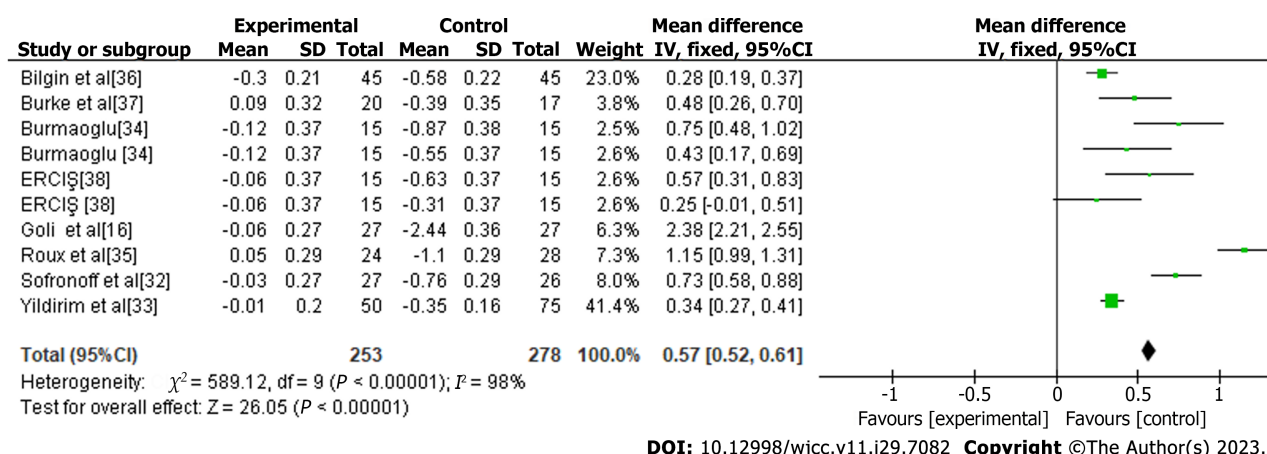 Experimental Control Mean difference Mean difference
Study or subgroup Mean SD Total Mean SD Total Weight IV, fixed, 95%CI IV, fixed, 95%CI
Bilgin et al[36] -0.3 0.21 45 -0.58 0.22 45 23.0% 0.28 [0.19, 0.37]
Burke et al[37] 0.09 0.32 20 -0.39 0.35 17 3.8% 0.48 [0.26, 0.70]
Burmaoglu[34] -0.12 0.37 15 -0.87 0.38 15 2.5% 0.75 [0.48, 1.02]
Burmaoglu [34] -0.12 0.37 15 -0.55 0.37 15 2.6% 0.43 [0.17, 0.69]
ERCIŞ[38] -0.06 0.37 15 -0.63 0.37 15 2.6% 0.57 [0.31, 0.83]
ERCIŞ [38] -0.06 0.37 15 -0.31 0.37 15 2.6% 0.25 [-0.01, 0.51]
Goli et al[16] -0.06 0.27 27 -2.44 0.36 27 6.3% 2.38 [2.21, 2.55]
Roux et al[35] 0.05 0.29 24 -1.1 0.29 28 7.3% 1.15 [0.99, 1.31]
Sofronoff et al[32] -0.03 0.27 27 -0.76 0.29 26 8.0% 0.73 [0.58, 0.88]
Yildirim et al[33] -0.01 0.2 50 -0.35 0.16 75 41.4% 0.34 [0.27, 0.41]
Total (95%CI) 253 278 100.0% 0.57 [0.52, 0.61]
Heterogeneity: χ² = 589.12, df = 9 (P < 0.00001); I² = 98%
Test for overall effect: Z = 26.05 (P < 0.00001)
-1 -0.5 0 0.5 1
Favours [experimental] Favours [control]
DOI: 10.12998/wjcc.v11.i29.7082 Copyright ©The Author(s) 2023.